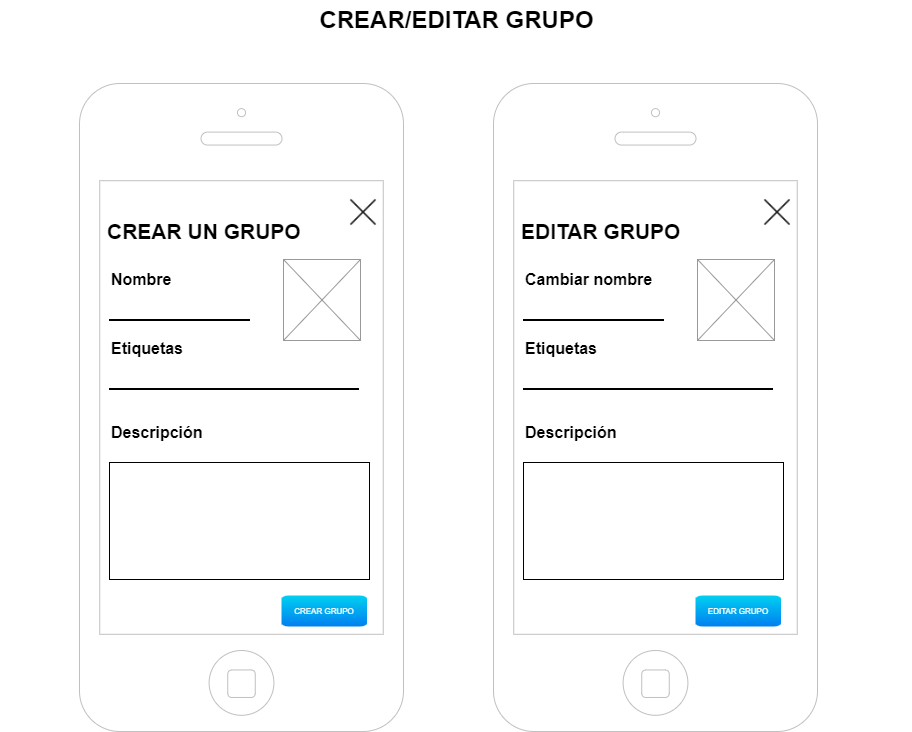 CREAR/EDITAR GRUPO
CREAR UN GRUPO
Nombre
Etiquetas
Descripción
CREAR GRUPO
EDITAR GRUPO
Cambiar nombre
Etiquetas
Descripción
EDITAR GRUPO